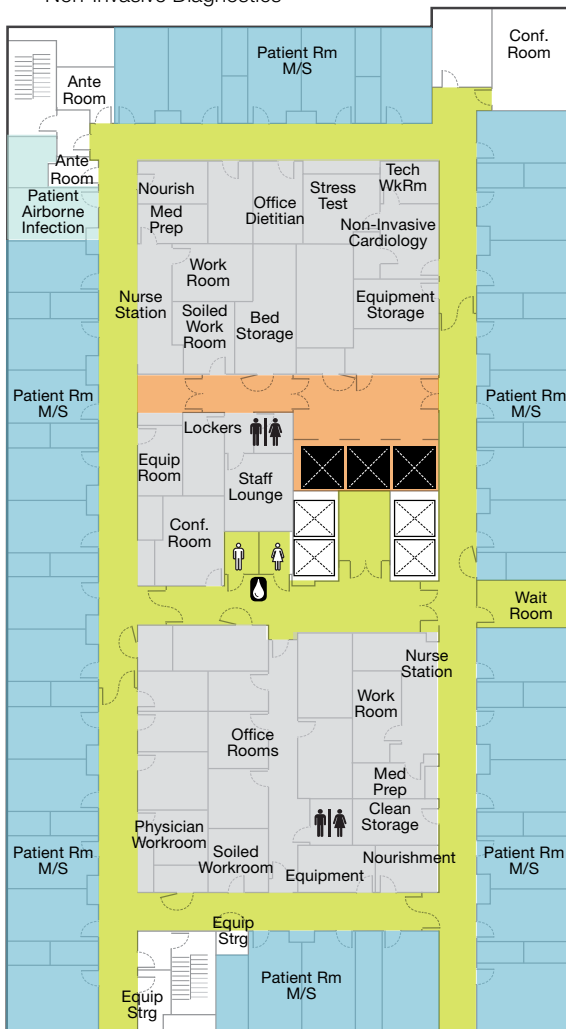 Non-Invasive Diagnostics
Conf.
Room
Patient Rm
M/S
Ante
Room
Ante
Room
Patient
Airborne
Infection
Tech
WkRm
Nourish
Office
Dietitian
Stress
Test
Med
Prep
Non-Invasive
Cardiology
Work
Room
Nurse
Station
Equipment
Storage
Soiled
Work
Room
Bed
Storage
Patient Rm
M/S
Patient Rm
M/S
Lockers
Equip
Room
Staff
Lounge
Conf.
Room
Wait
Room
Nurse
Station
Work
Room
Office
Rooms
Med
Prep
Clean
Storage
Physician
Workroom
Patient Rm
M/S
Soiled
Workroom
Nourishment
Patient Rm
M/S
Equipment
Equip
Strg
Patient Rm
M/S
Equip
Strg